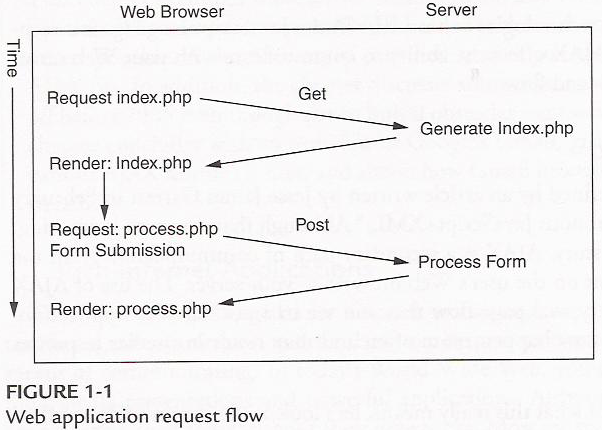 Web Browser
Server
Time
Request index.php
Get
Generate Index.php
Render: Index.php
Request: process.php
Form Submission
Post
Process Form
Render: process.php
FIGURE 1-1
Web application request flow